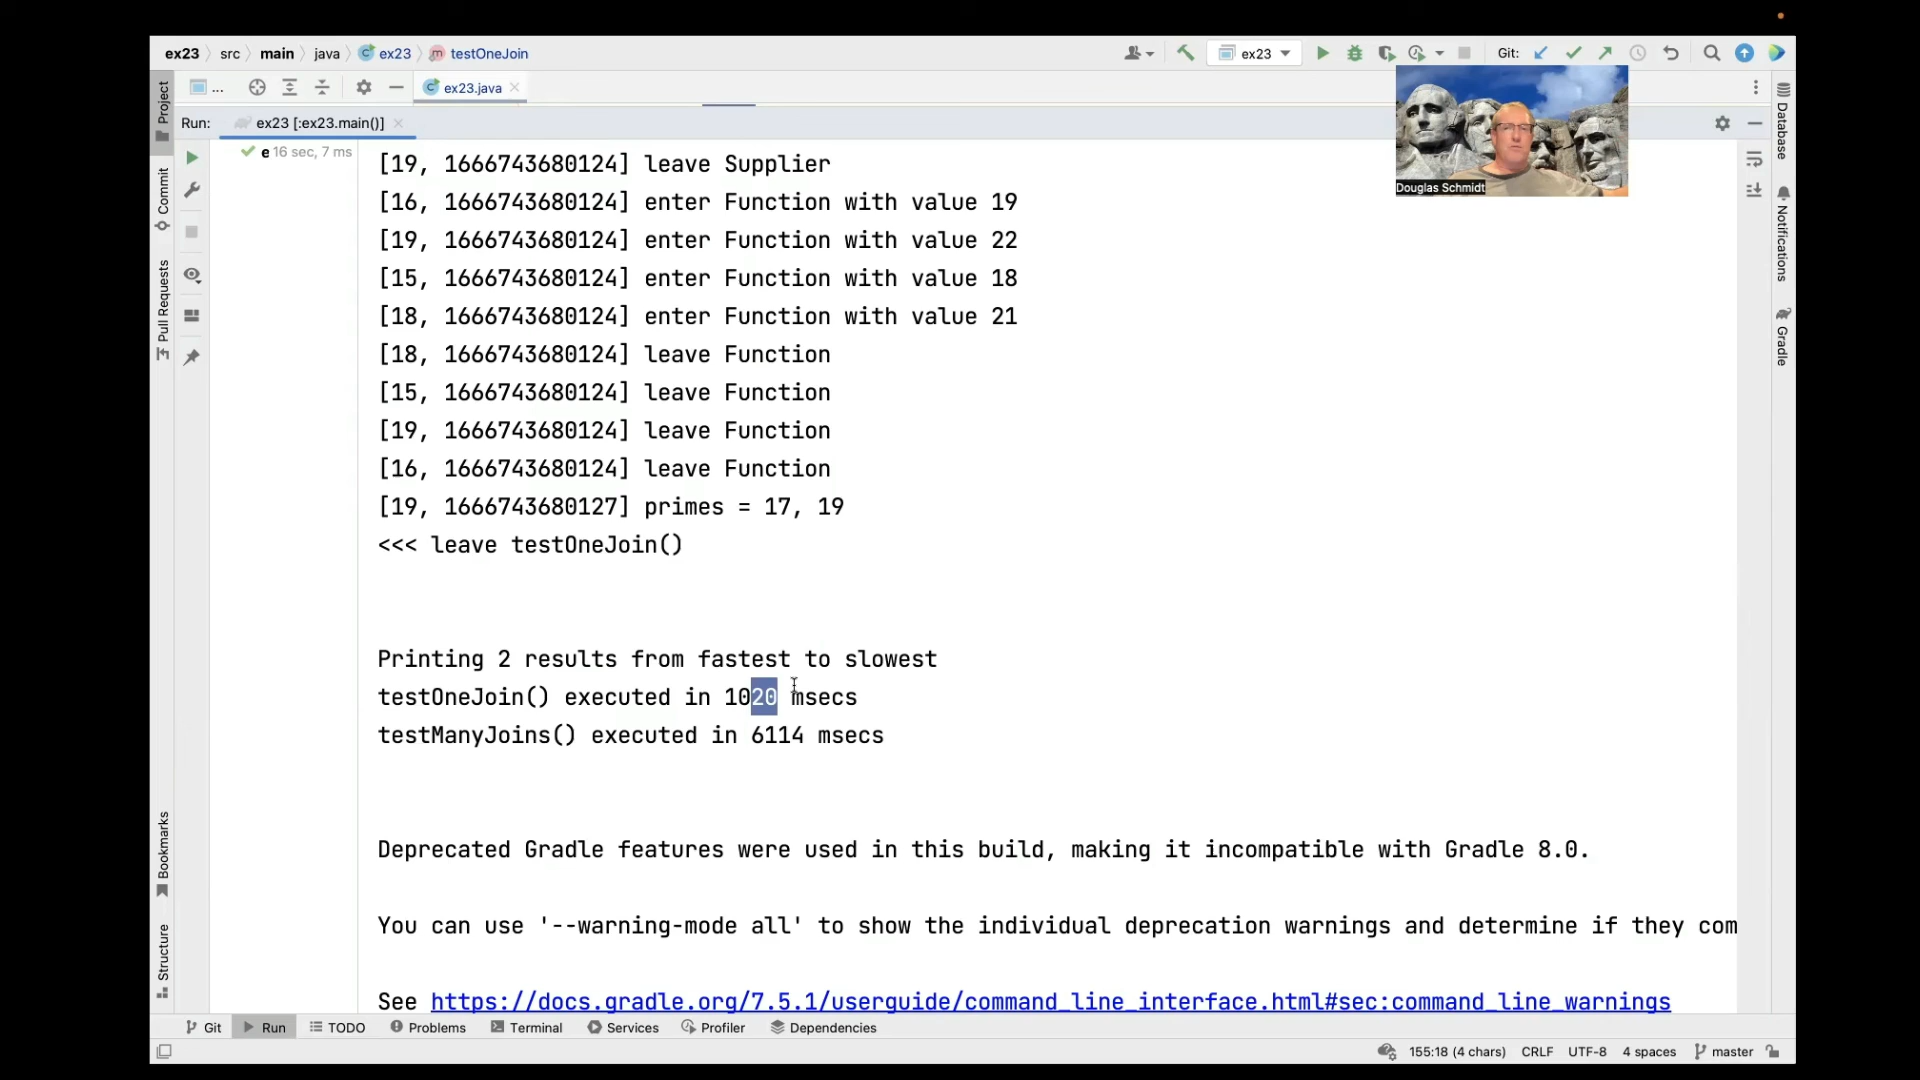 ex23 src main java ex23 testOneJoin
ex23
Git:
...
ex23.java
Run: ex23 [:ex23.main()]
e 16 sec, 7 ms
[19, 1666743680124] leave Supplier
[16, 1666743680124] enter Function with value 19
[19, 1666743680124] enter Function with value 22
[15, 1666743680124] enter Function with value 18
[18, 1666743680124] enter Function with value 21
[18, 1666743680124] leave Function
[15, 1666743680124] leave Function
[19, 1666743680124] leave Function
[16, 1666743680124] leave Function
[19, 1666743680127] primes = 17, 19
<<< leave testOneJoin()
Printing 2 results from fastest to slowest
testOneJoin() executed in 1020 msecs
testManyJoins() executed in 6114 msecs
Deprecated Gradle features were used in this build, making it incompatible with Gradle 8.0.
You can use '--warning-mode all' to show the individual deprecation warnings and determine if they com
See https://docs.gradle.org/7.5.1/userguide/command_line_interface.html#sec:command_line_warnings
Project
Commit
Pull Requests
Bookmarks
Structure
Douglas Schmidt
Database
Notifications
Gradle
Git Run TODO Problems Terminal Services Profiler Dependencies
155:18 (4 chars) CRLF UTF-8 4 spaces master